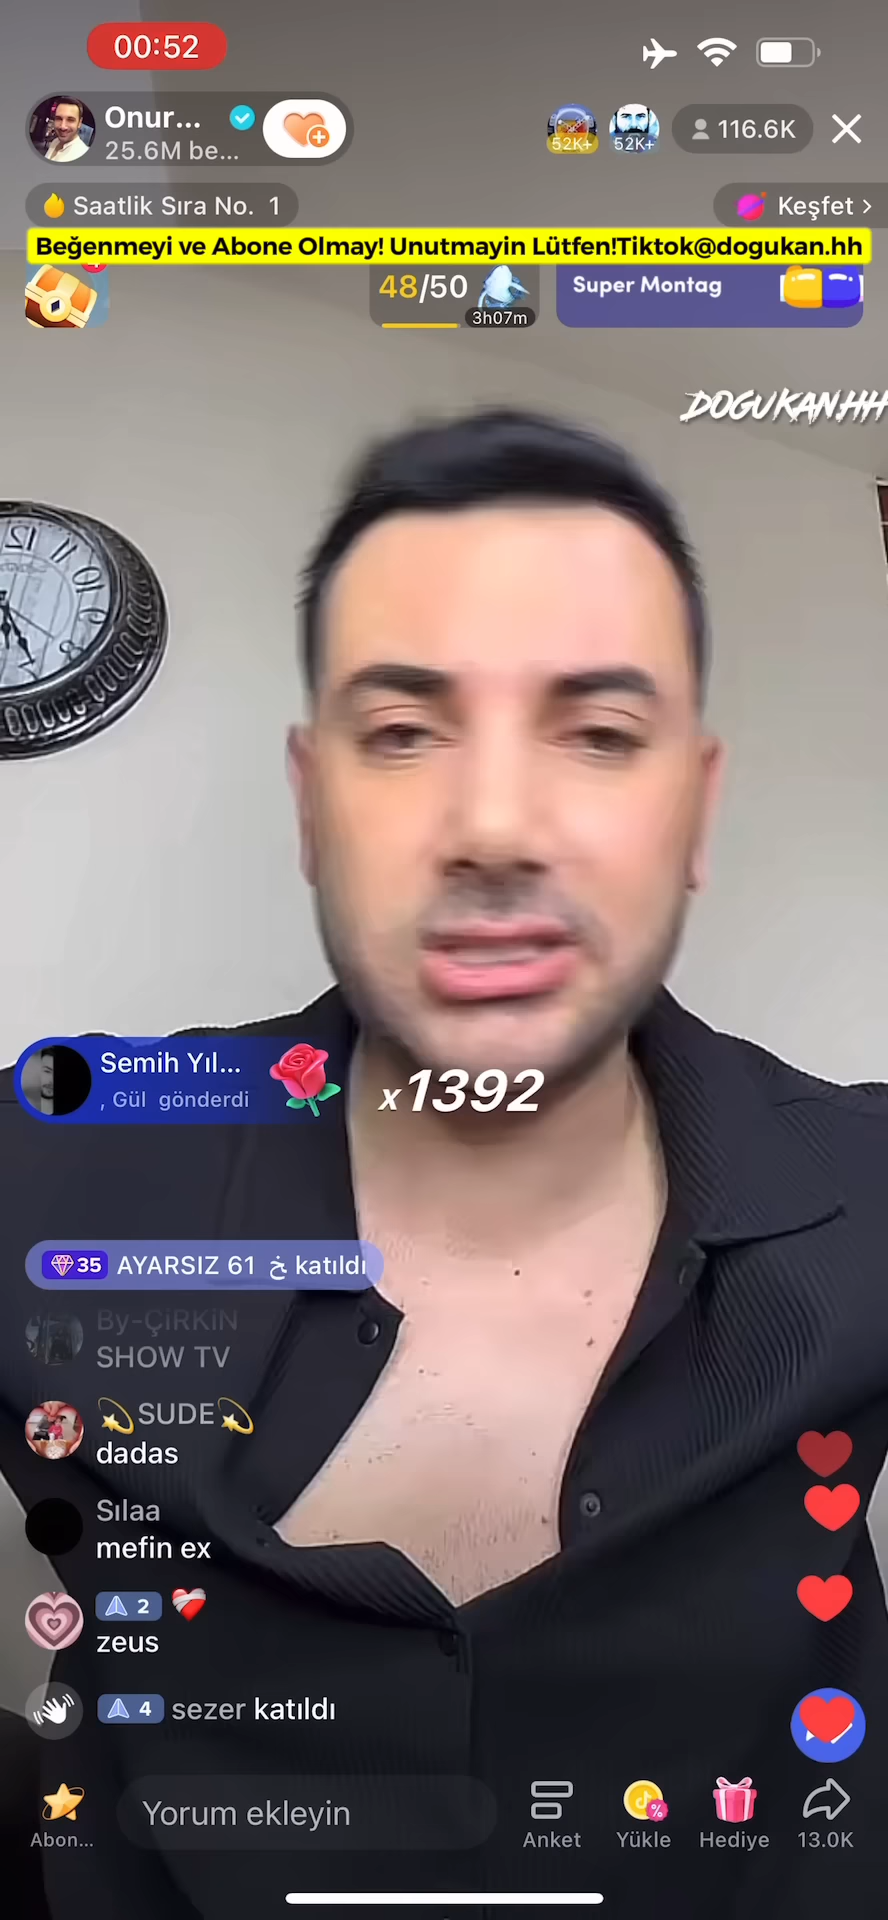 00:52
Onur...
25.6M be...
52K+
52K+
116.6K
Saatlik Sıra No. 1
Keşfet
Beğenmeyi ve Abone Olmay! Unutmayin Lütfen!Tiktok@dogukan.hh
48/50
3h07m
Super Montag
DOGUKAN.HH
Semih Yıl...
, Gül gönderdi
x1392
35 AYARSIZ 61 خ katıldı
By-ÇiRKiN
SHOW TV
SUDE
dadas
Sılaa
mefin ex
2
zeus
4 sezer katıldı
Abon...
Yorum ekleyin
Anket
Yükle
Hediye
13.0K